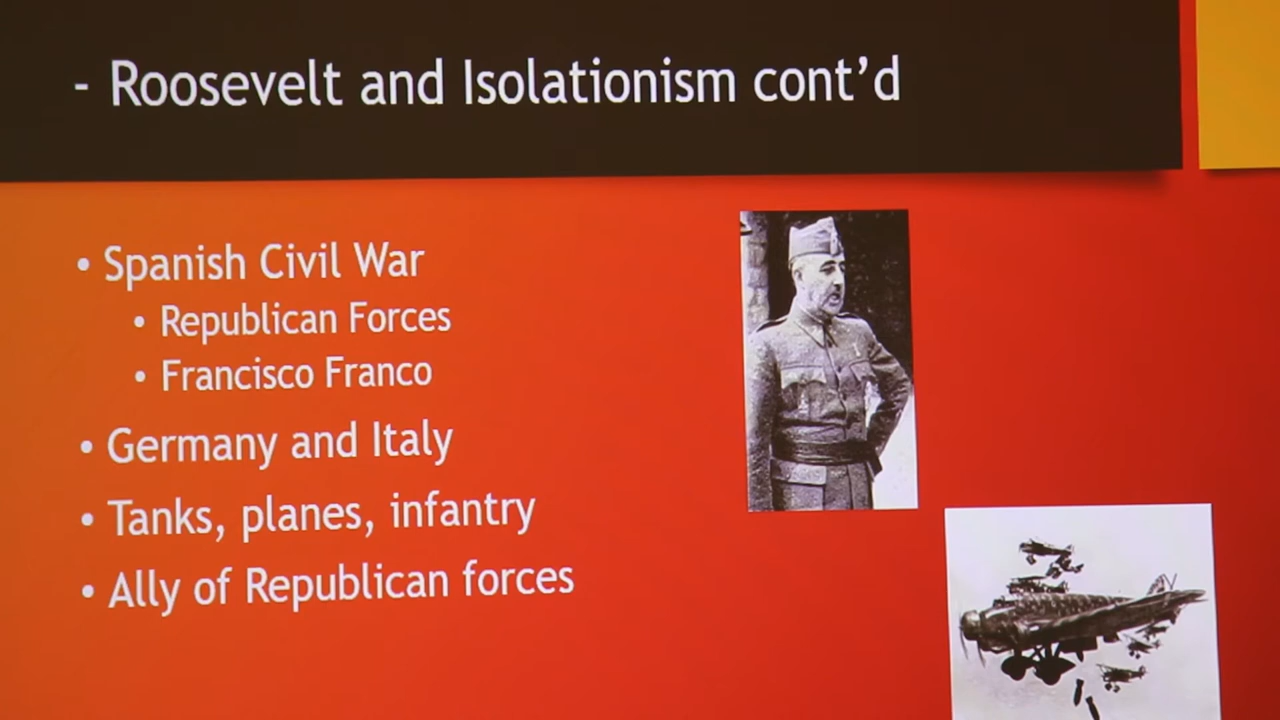 - Roosevelt and Isolationism cont’d
• Spanish Civil War
• Republican Forces
• Francisco Franco
• Germany and Italy
• Tanks, planes, infantry
• Ally of Republican forces